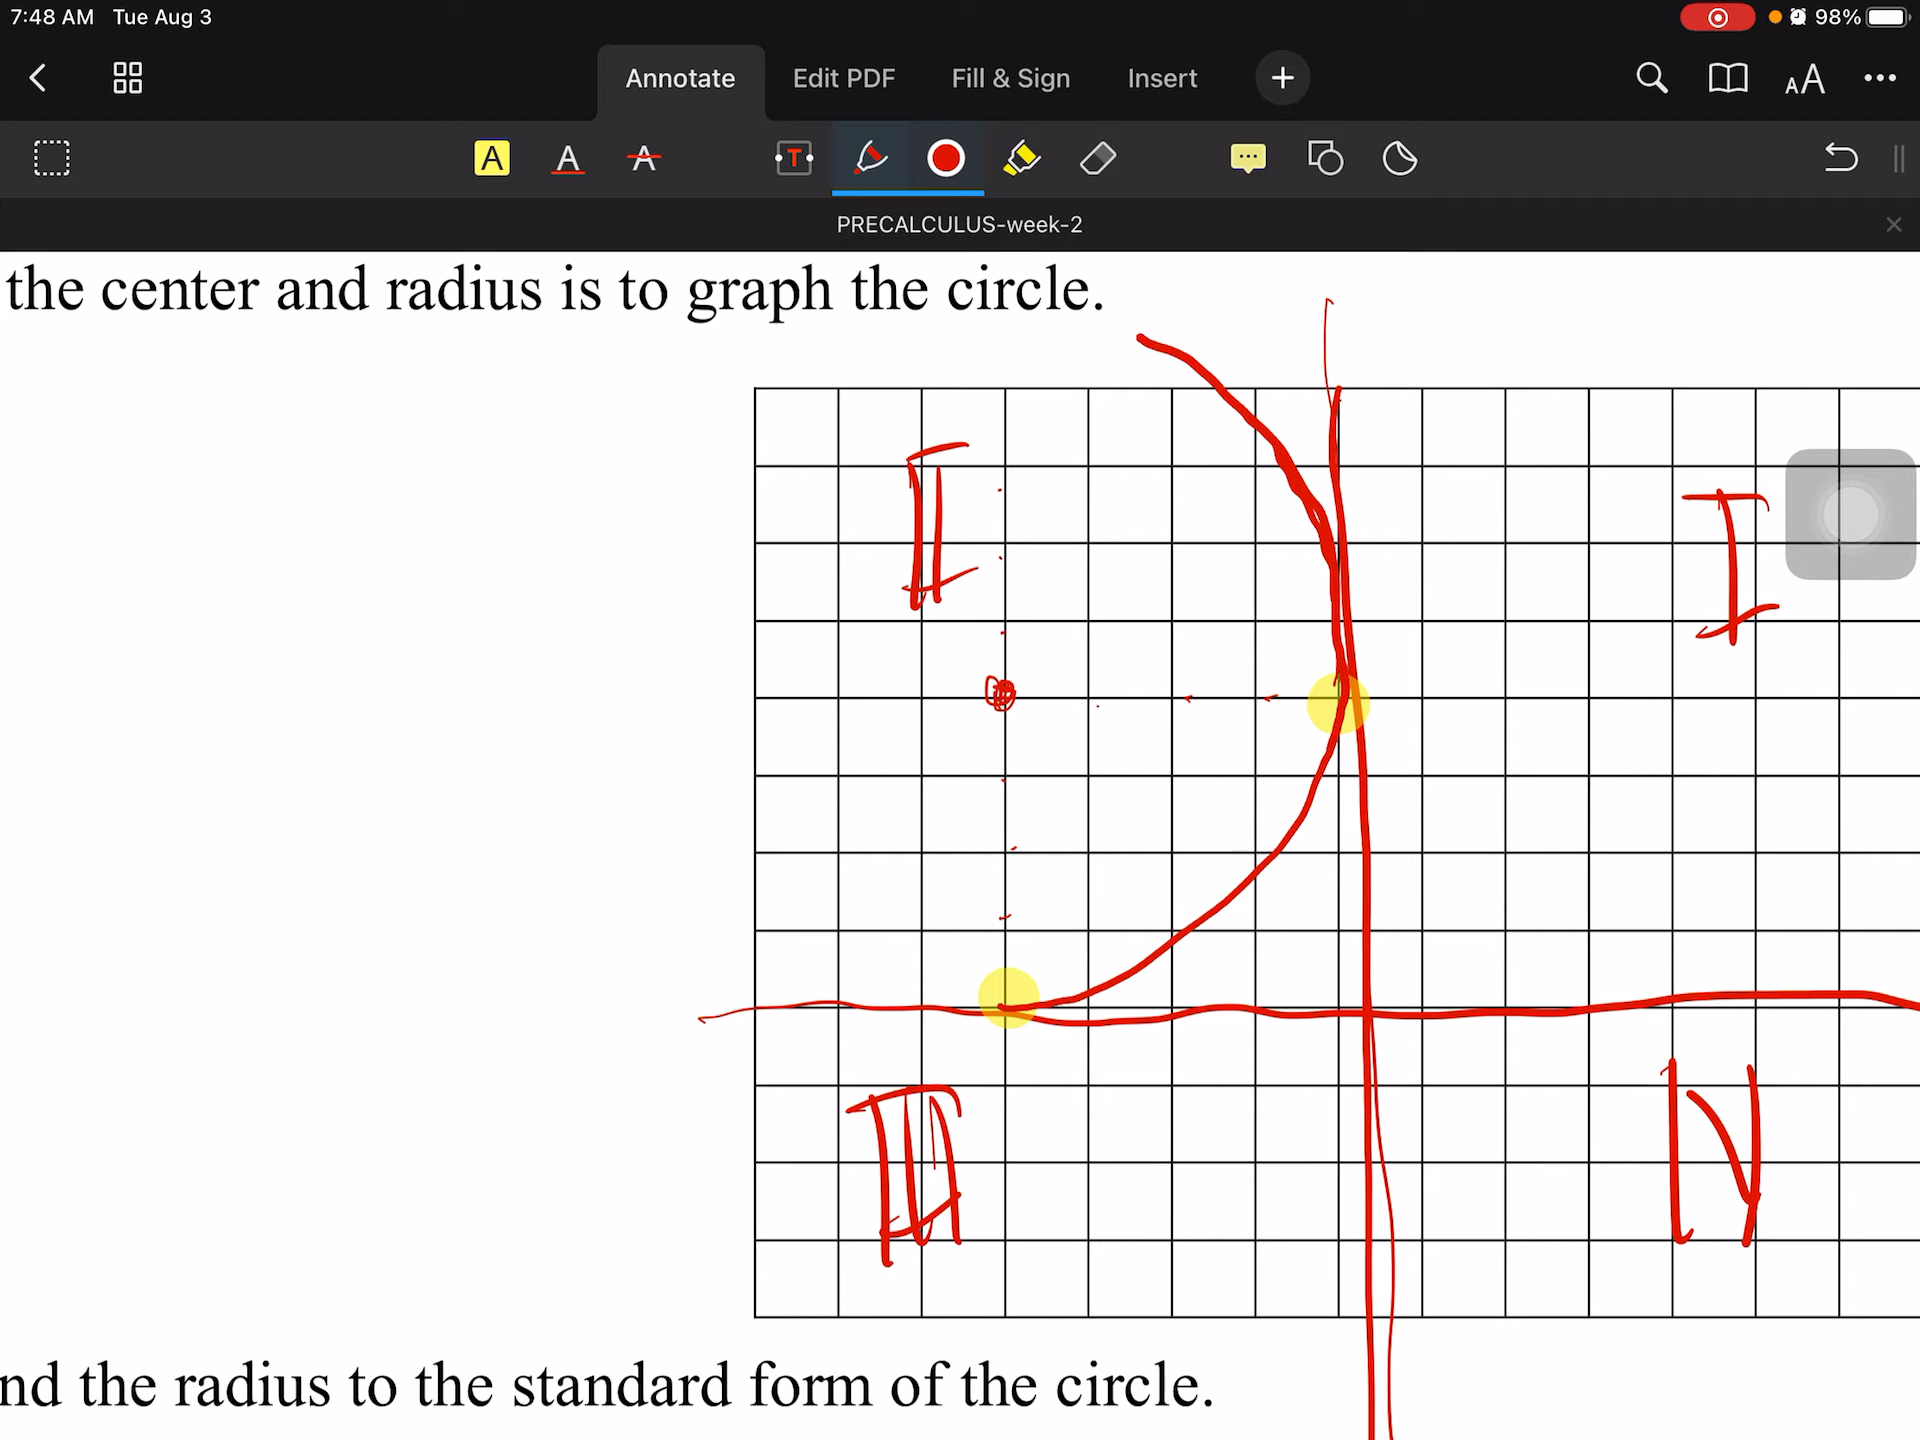 7:48 AM Tue Aug 3 98%
Annotate Edit PDF Fill & Sign Insert
AA
A A A T
PRECALCULUS-week-2
the center and radius is to graph the circle.
II I
III IV
nd the radius to the standard form of the circle.